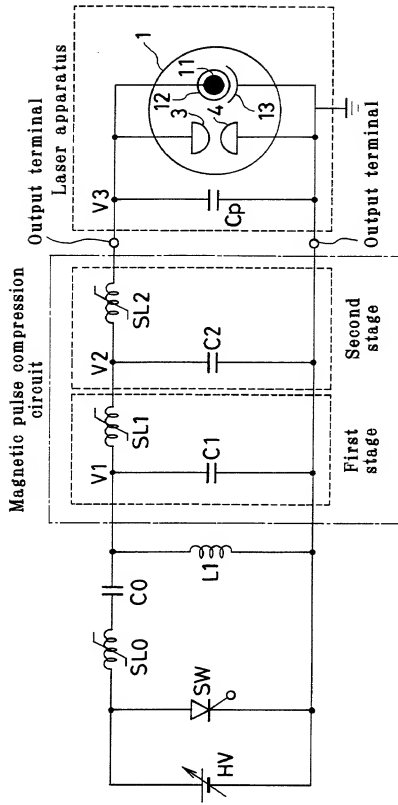 Magnetic pulse compression
circuit
Output terminal
Laser apparatus
V1
V2
V3
1
11
12
3
4
13
SL0
C0
SL1
SL2
Cp
HV
SW
L1
C1
C2
First
stage
Second
stage
Output terminal